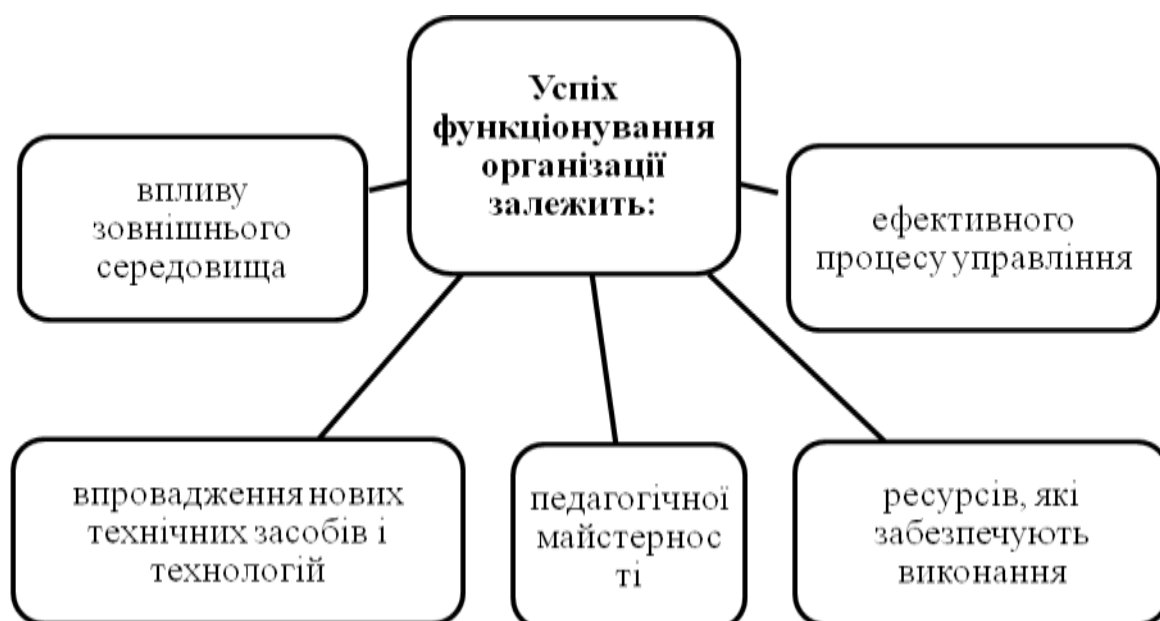 Успіх
функціонування
організації
залежить:
впливу
зовнішнього
середовища
ефективного
процесу управління
впровадження нових
технічних засобів і
технологій
педагогічної
майстернос
ті
ресурсів, які
забезпечують
виконання